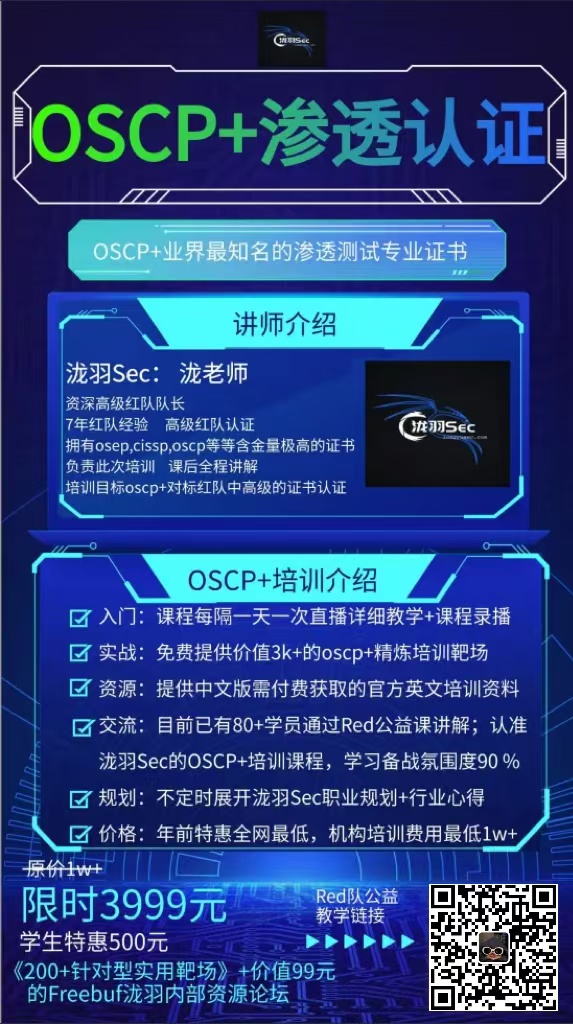 泷羽Sec
OSCP+渗透认证
OSCP+业界最知名的渗透测试专业证书
讲师介绍
泷羽Sec： 泷老师
资深高级红队队长
7年红队经验 高级红队认证
拥有osep,cissp,oscp等等含金量极高的证书
负责此次培训 课后全程讲解
培训目标oscp+对标红队中高级的证书认证
泷羽Sec
OSCP+培训介绍
入门：课程每隔一天一次直播详细教学+课程录播
实战：免费提供价值3k+的oscp+精炼培训靶场
资源：提供中文版需付费获取的官方英文培训资料
交流：目前已有80+学员通过Red公益课讲解；认准
泷羽Sec的OSCP+培训课程，学习备战氛围度90％
规划：不定时展开泷羽Sec职业规划+行业心得
价格：年前特惠全网最低，机构培训费用最低1w+
原价1w+
限时3999元
学生特惠500元
《200+针对型实用靶场》+价值99元
的Freebuf泷羽内部资源论坛
Red队公益
教学链接